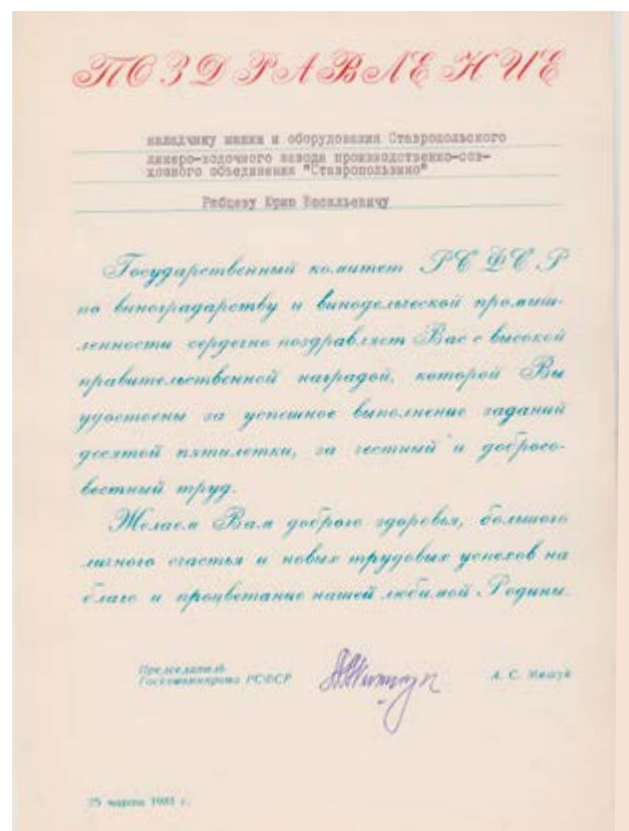 ПОЗДРАВЛЕНИЕ
наладчику машин и оборудования Ставропольского
ликеро-водочного завода производственно-сов-
хозного объединения "Ставропольвино"
Рябцеву Юрию Васильевичу
Государственный комитет РСФСР
по виноградарству и винодельческой промыш-
ленности сердечно поздравляет Вас с высокой
правительственной наградой, которой Вы
удостоены за успешное выполнение заданий
десятой пятилетки, за честный и добросо-
вестный труд.
Желаем Вам доброго здоровья, большого
личного счастья и новых трудовых успехов на
благо и процветание нашей любимой Родины.
Председатель
Госкомвинпрома РСФСР
А. С. Мищук
25 марта 1981 г.